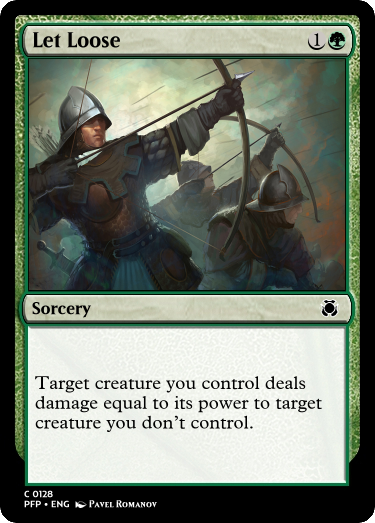 Let Loose 1
Sorcery
Target creature you control deals
damage equal to its power to target
creature you don't control.
C 0128
PFP • ENG Pavel Romanov